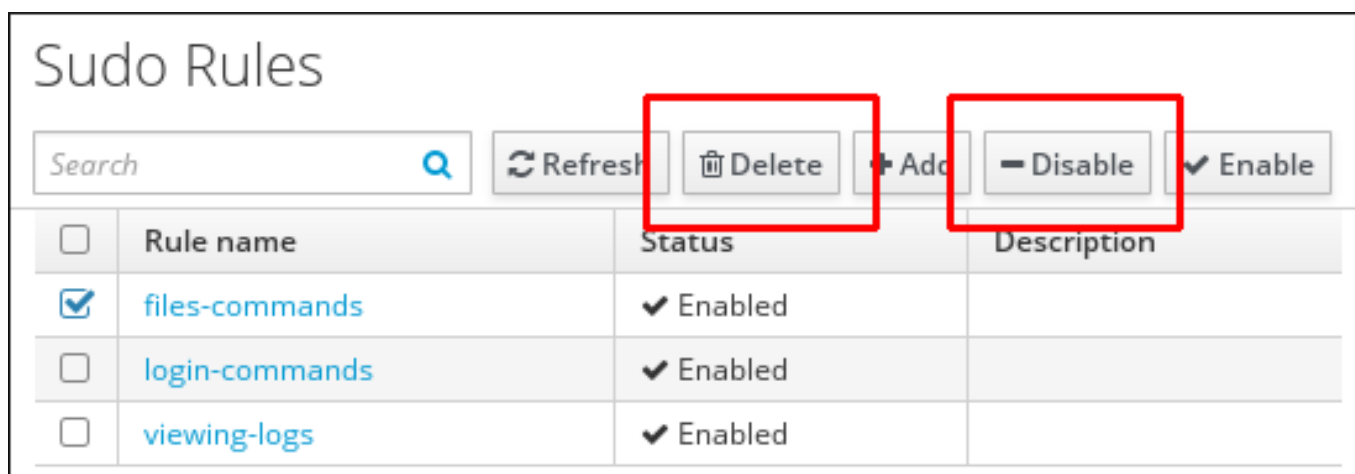 Sudo Rules
Search Refresh Delete Add Disable Enable
Rule name Status Description
files-commands Enabled
login-commands Enabled
viewing-logs Enabled